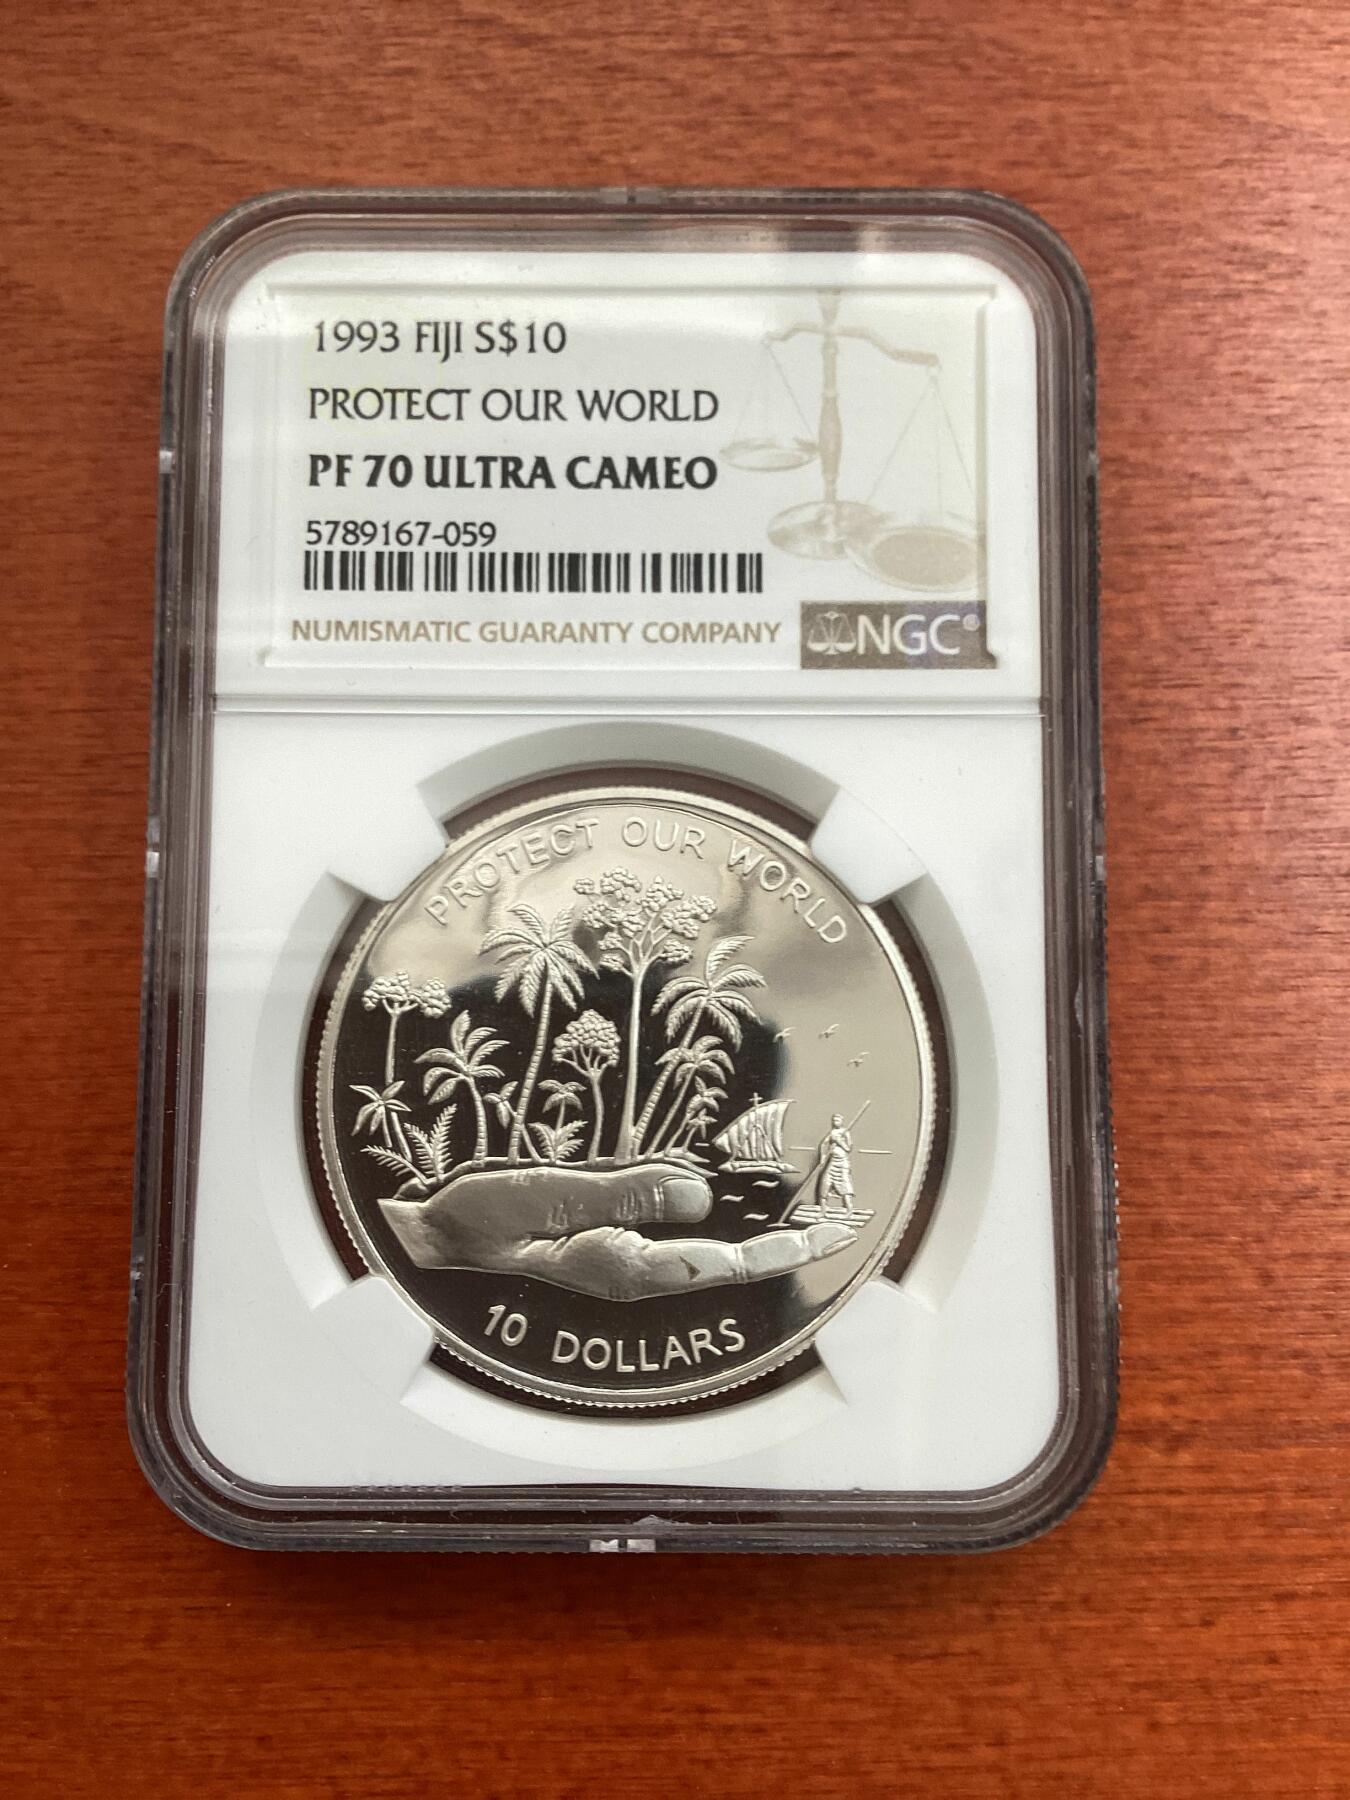 1993 FIJI S$10
PROTECT OUR WORLD
PF 70 ULTRA CAMEO
5789167-059
NUMISMATIC GUARANTY COMPANY
NGC®
PROTECT OUR WORLD
10 DOLLARS